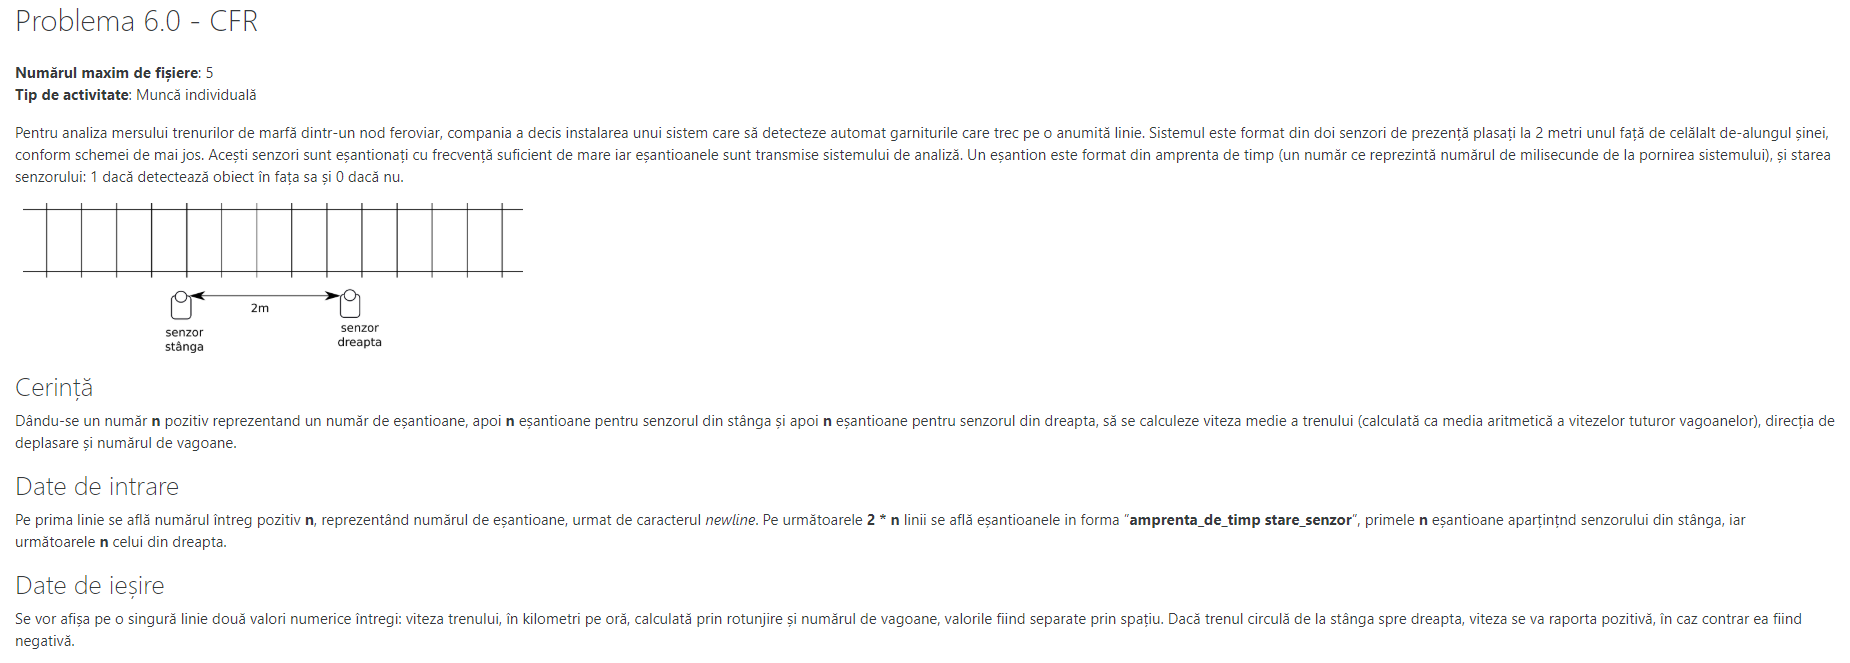 Problema 6.0 - CFR
Numărul maxim de fișiere: 5
Tip de activitate: Muncă individuală
Pentru analiza mersului trenurilor de marfă dintr-un nod feroviar, compania a decis instalarea unui sistem care să detecteze automat garniturile care trec pe o anumită linie. Sistemul este format din doi senzori de prezență plasați la 2 metri unul față de celălalt de-alungul șinei,
conform schemei de mai jos. Acești senzori sunt eșantionați cu frecvență suficient de mare iar eșantioanele sunt transmise sistemului de analiză. Un eșantion este format din amprenta de timp (un număr ce reprezintă numărul de milisecunde de la pornirea sistemului), și starea
senzorului: 1 dacă detectează obiect în fața sa și 0 dacă nu.
2m
senzor
stânga
senzor
dreapta
Cerință
Dându-se un număr n pozitiv reprezentand un număr de eșantioane, apoi n eșantioane pentru senzorul din stânga și apoi n eșantioane pentru senzorul din dreapta, să se calculeze viteza medie a trenului (calculată ca media aritmetică a vitezelor tuturor vagoanelor), direcția de
deplasare și numărul de vagoane.
Date de intrare
Pe prima linie se află numărul întreg pozitiv n, reprezentând numărul de eșantioane, urmat de caracterul newline. Pe următoarele 2 * n linii se află eșantioanele in forma “amprenta_de_timp stare_senzor”, primele n eșantioane aparțințnd senzorului din stânga, iar
următoarele n celui din dreapta.
Date de ieșire
Se vor afișa pe o singură linie două valori numerice întregi: viteza trenului, în kilometri pe oră, calculată prin rotunjire și numărul de vagoane, valorile fiind separate prin spațiu. Dacă trenul circulă de la stânga spre dreapta, viteza se va raporta pozitivă, în caz contrar ea fiind
negativă.